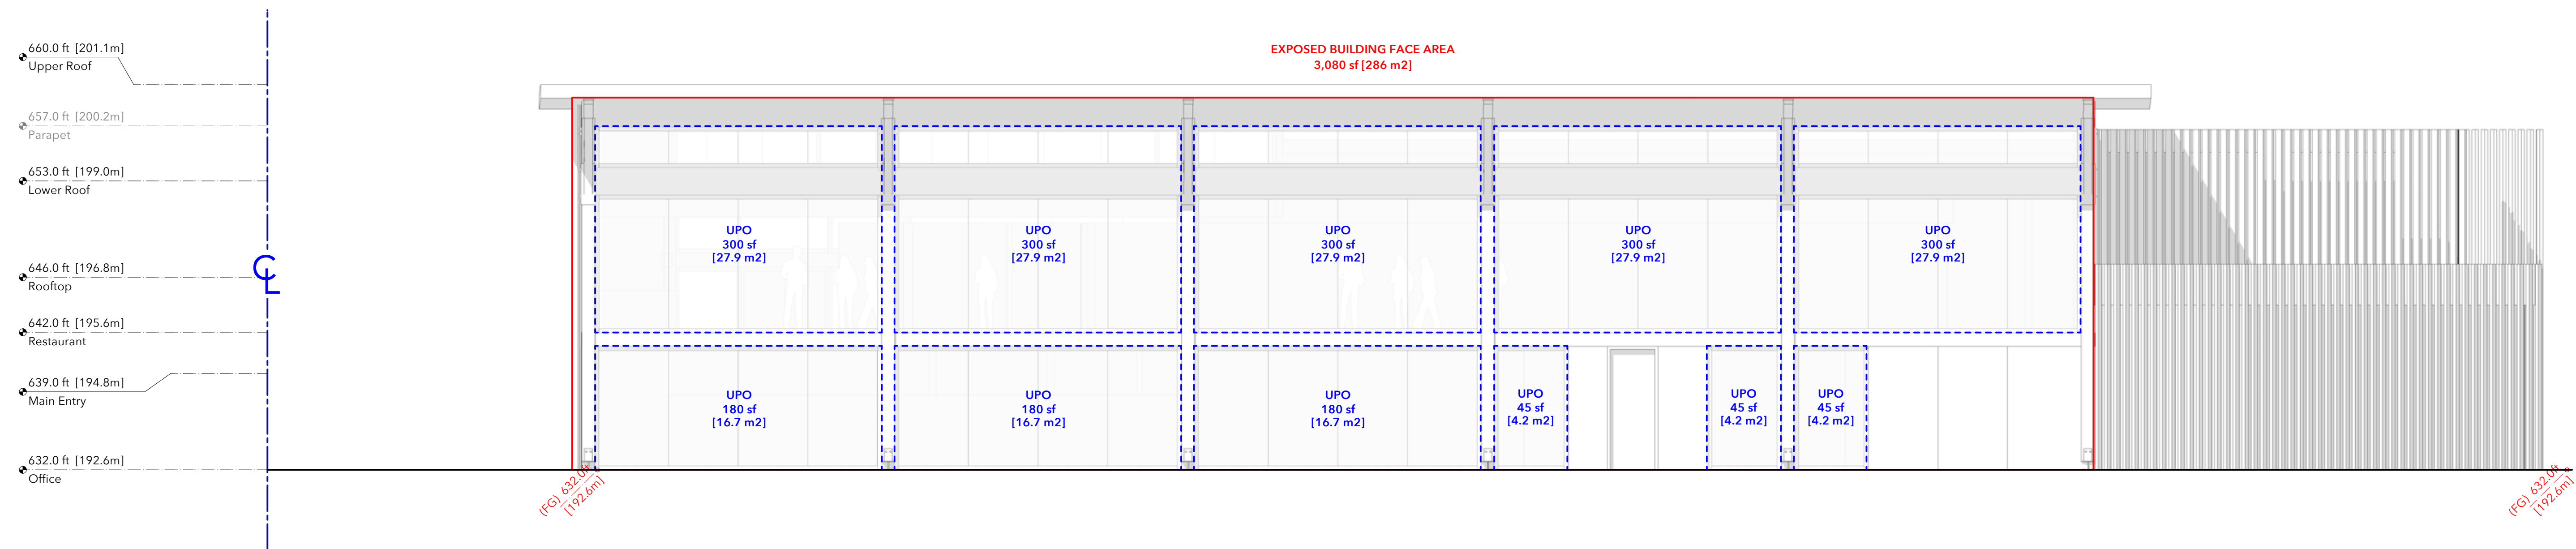 EXPOSED BUILDING FACE AREA
3,080 sf [286 m2]
660.0 ft [201.1m]
Upper Roof
657.0 ft [200.2m]
Parapet
653.0 ft [199.0m]
Lower Roof
646.0 ft [196.8m]
Rooftop
642.0 ft [195.6m]
Restaurant
639.0 ft [194.8m]
Main Entry
632.0 ft [192.6m]
Office
CL
UPO
300 sf
[27.9 m2]
UPO
300 sf
[27.9 m2]
UPO
300 sf
[27.9 m2]
UPO
300 sf
[27.9 m2]
UPO
300 sf
[27.9 m2]
UPO
180 sf
[16.7 m2]
UPO
180 sf
[16.7 m2]
UPO
180 sf
[16.7 m2]
UPO
45 sf
[4.2 m2]
UPO
45 sf
[4.2 m2]
UPO
45 sf
[4.2 m2]
(FG) 632.0ft
[192.6m]
(FG) 632.0ft
[192.6m]